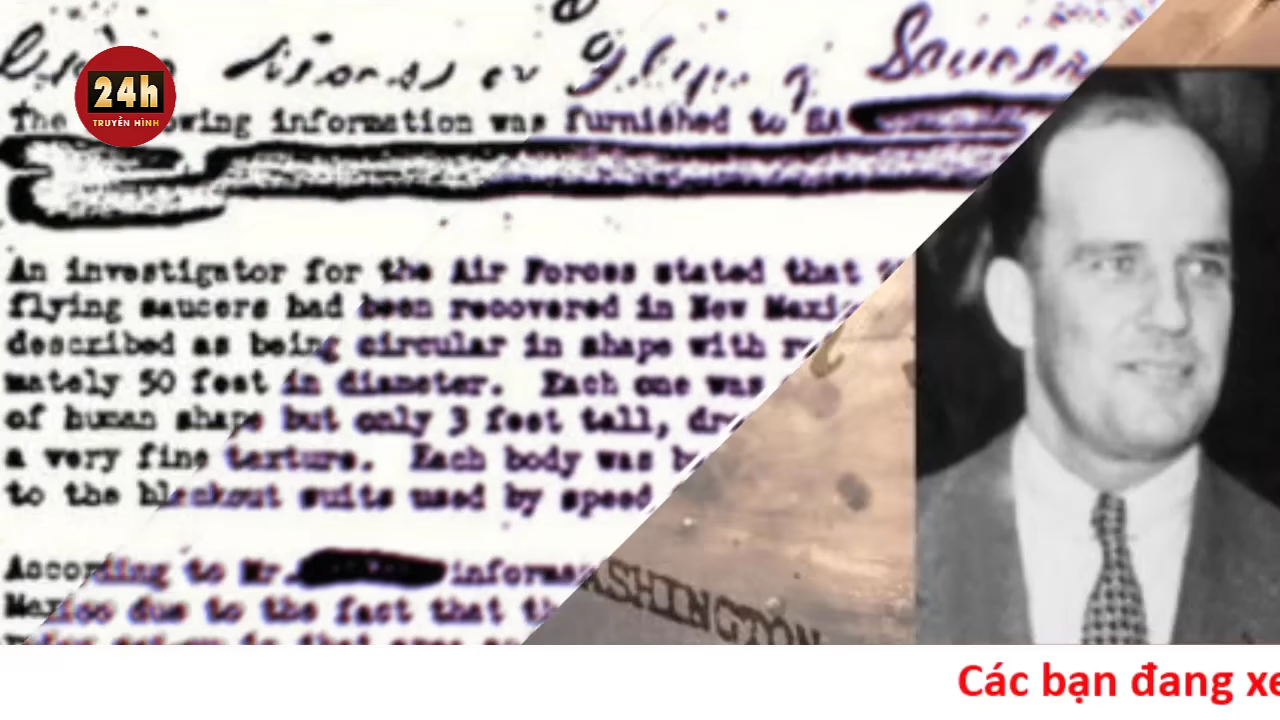 24h
TRUYỀN HÌNH
Saucer
The wing information was furnished to SA
An investigator for the Air Forces stated that
flying saucers had been recovered in New Mexi
described as being circular in shape with r
mately 50 feet in diameter. Each one was
of human shape but only 3 feet tall, dr
a very fine texture. Each body was b
to the blackout suits used by speed
According to Mr. informa
Mexico due to the fact that th
ASHINGTON
Các bạn đang xe